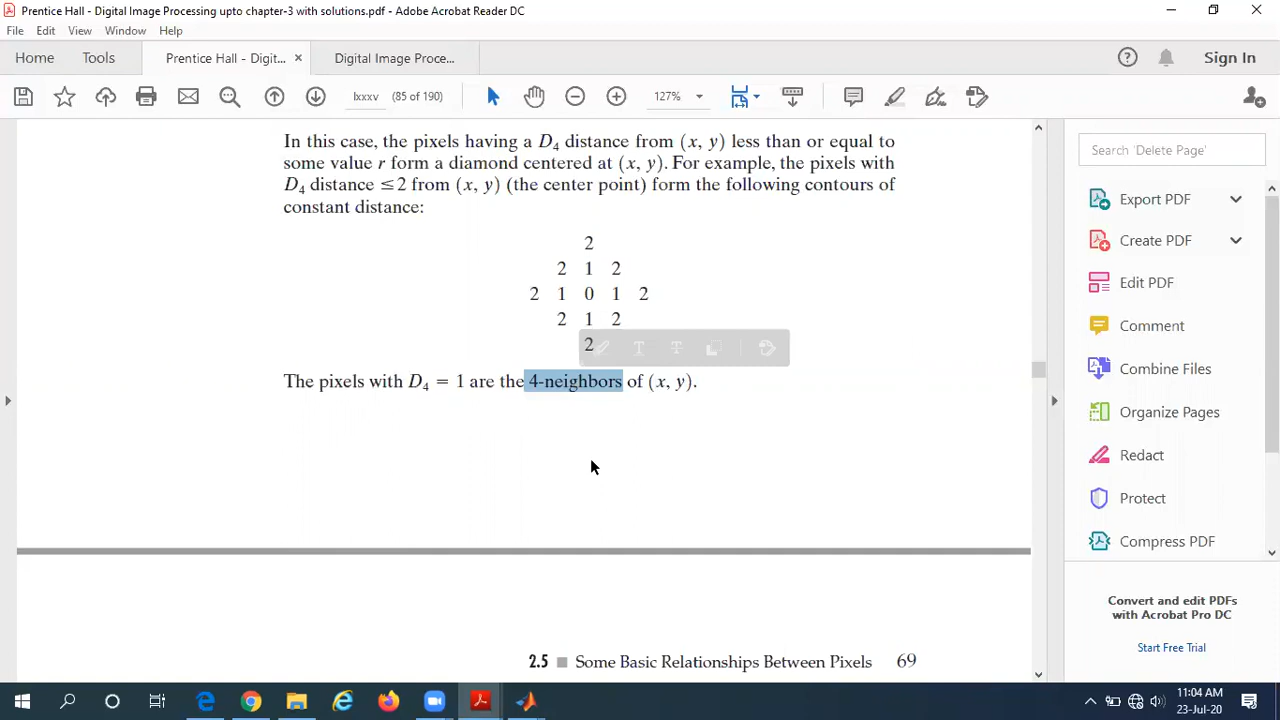 Prentice Hall - Digital Image Processing upto chapter-3 with solutions.pdf - Adobe Acrobat Reader DC
File Edit View Window Help
Home Tools Prentice Hall - Digit... × Digital Image Proce... Sign In
lxxxv (85 of 190) 127%
In this case, the pixels having a D4 distance from (x, y) less than or equal to
some value r form a diamond centered at (x, y). For example, the pixels with
D4 distance ≤2 from (x, y) (the center point) form the following contours of
constant distance:
2
2 1 2
2 1 0 1 2
2 1 2
2
The pixels with D4 = 1 are the 4-neighbors of (x, y).
2.5 ■ Some Basic Relationships Between Pixels 69
Search 'Delete Page'
Export PDF
Create PDF
Edit PDF
Comment
Combine Files
Organize Pages
Redact
Protect
Compress PDF
Convert and edit PDFs
with Acrobat Pro DC
Start Free Trial
11:04 AM
23-Jul-20